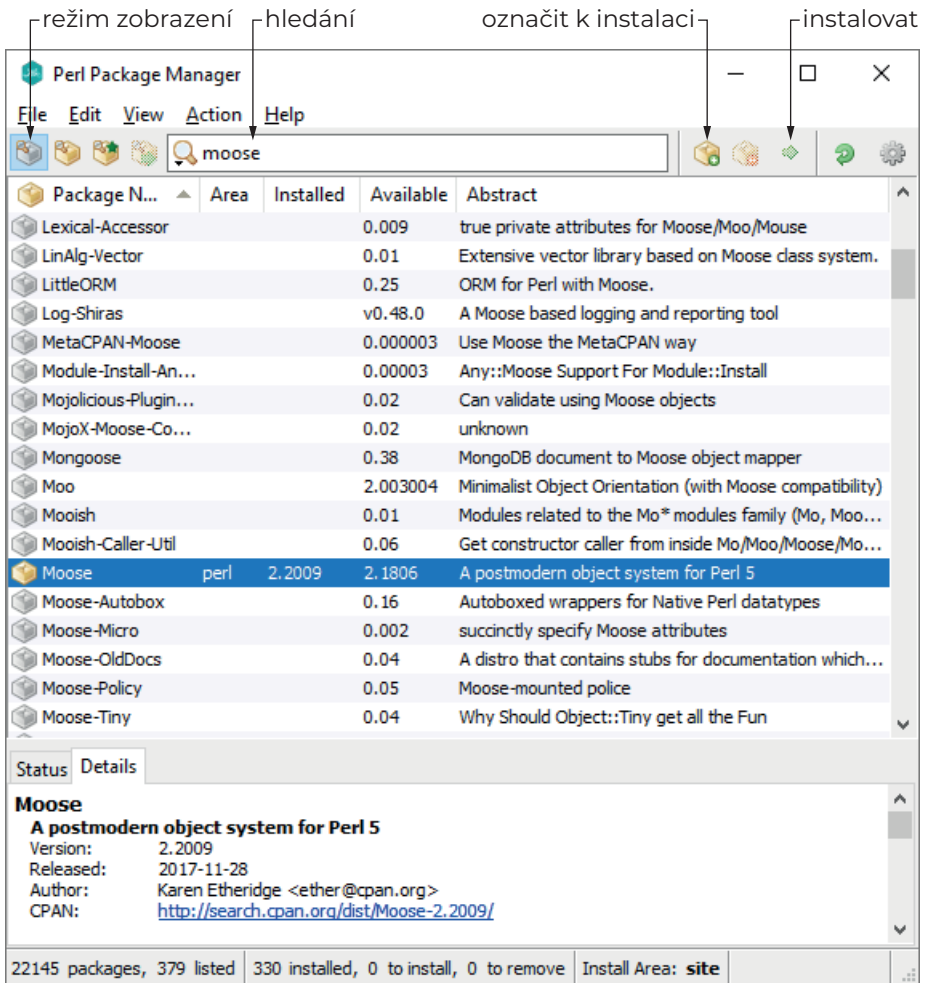 režim zobrazení hledání označit k instalaci instalovat
Perl Package Manager
File Edit View Action Help
moose
Package N... Area Installed Available Abstract
Lexical-Accessor 0.009 true private attributes for Moose/Moo/Mouse
LinAlg-Vector 0.01 Extensive vector library based on Moose class system.
LittleORM 0.25 ORM for Perl with Moose.
Log-Shiras v0.48.0 A Moose based logging and reporting tool
MetaCPAN-Moose 0.000003 Use Moose the MetaCPAN way
Module-Install-An... 0.00003 Any::Moose Support For Module::Install
Mojolicious-Plugin... 0.02 Can validate using Moose objects
MojoX-Moose-Co... 0.02 unknown
Mongoose 0.38 MongoDB document to Moose object mapper
Moo 2.003004 Minimalist Object Orientation (with Moose compatibility)
Mooish 0.01 Modules related to the Mo* modules family (Mo, Moo...
Mooish-Caller-Util 0.06 Get constructor caller from inside Mo/Moo/Moose/Mo...
Moose perl 2.2009 2.1806 A postmodern object system for Perl 5
Moose-Autobox 0.16 Autoboxed wrappers for Native Perl datatypes
Moose-Micro 0.002 succinctly specify Moose attributes
Moose-OldDocs 0.04 A distro that contains stubs for documentation which...
Moose-Policy 0.05 Moose-mounted police
Moose-Tiny 0.04 Why Should Object::Tiny get all the Fun
Status Details
Moose
A postmodern object system for Perl 5
Version: 2.2009
Released: 2017-11-28
Author: Karen Etheridge <ether@cpan.org>
CPAN: http://search.cpan.org/dist/Moose-2.2009/
22145 packages, 379 listed 330 installed, 0 to install, 0 to remove Install Area: site